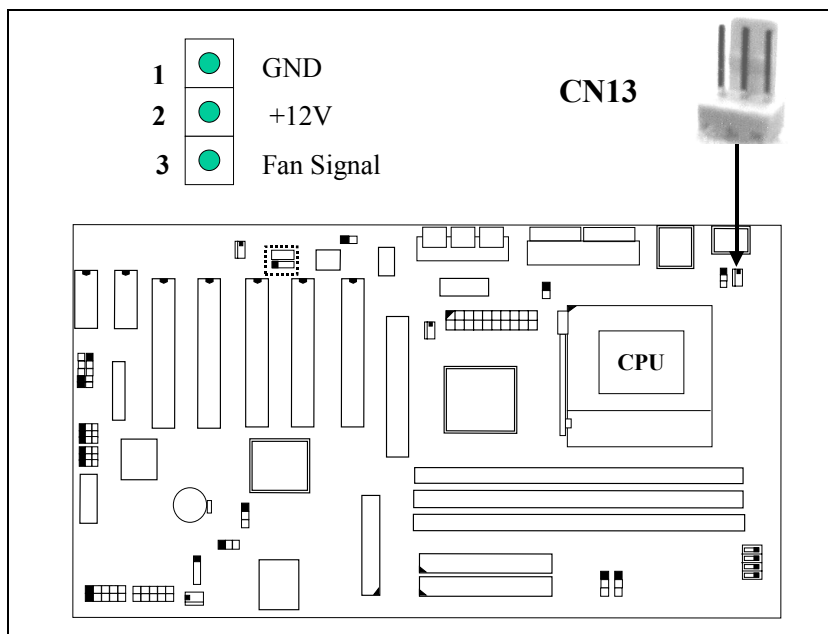 1 GND
2 +12V
3 Fan Signal
CN13
CPU